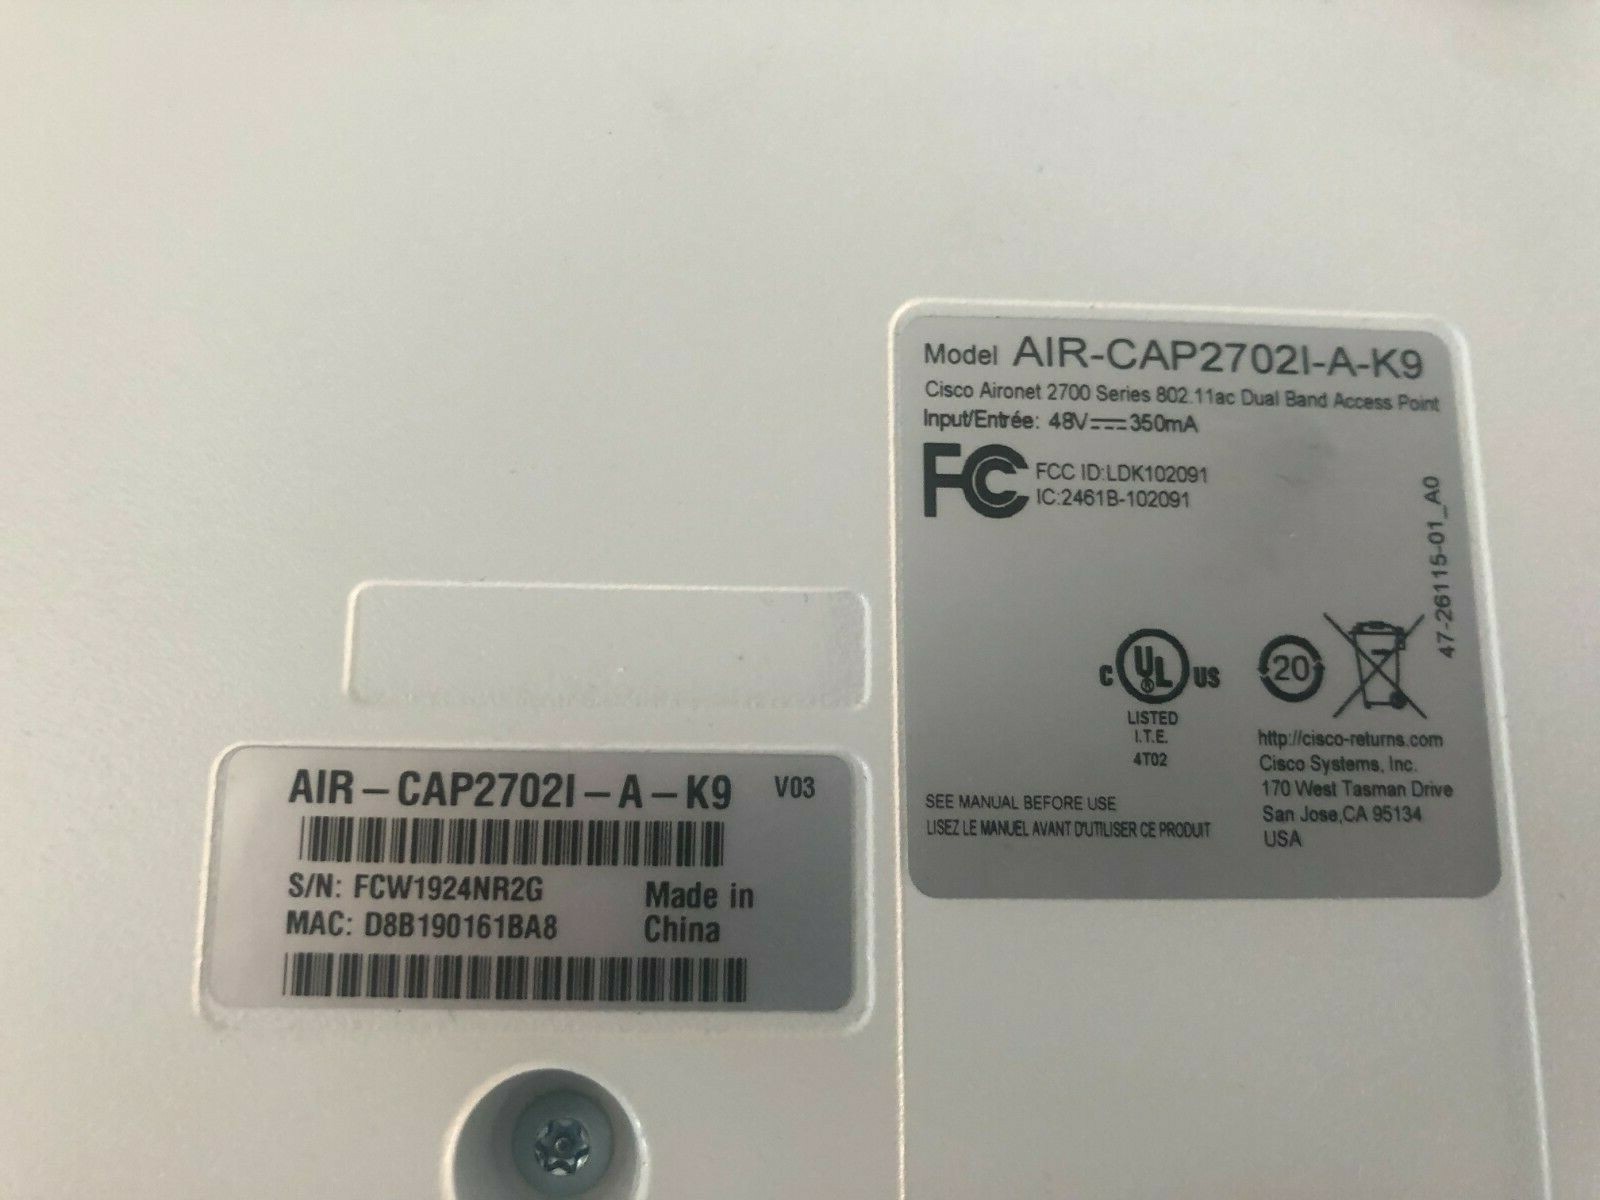 Model AIR-CAP2702I-A-K9
Cisco Aironet 2700 Series 802.11ac Dual Band Access Point
Input/Entrée: 48V⎓350mA
FC
FCC ID:LDK102091
IC:2461B-102091
47-26115-01_A0
C UL® US
LISTED
I.T.E.
4T02
20
http://cisco-returns.com
Cisco Systems, Inc.
170 West Tasman Drive
San Jose,CA 95134
USA
SEE MANUAL BEFORE USE
LISEZ LE MANUEL AVANT D'UTILISER CE PRODUIT
AIR-CAP2702I-A-K9 V03
S/N: FCW1924NR2G
MAC: D8B190161BA8
Made in
China